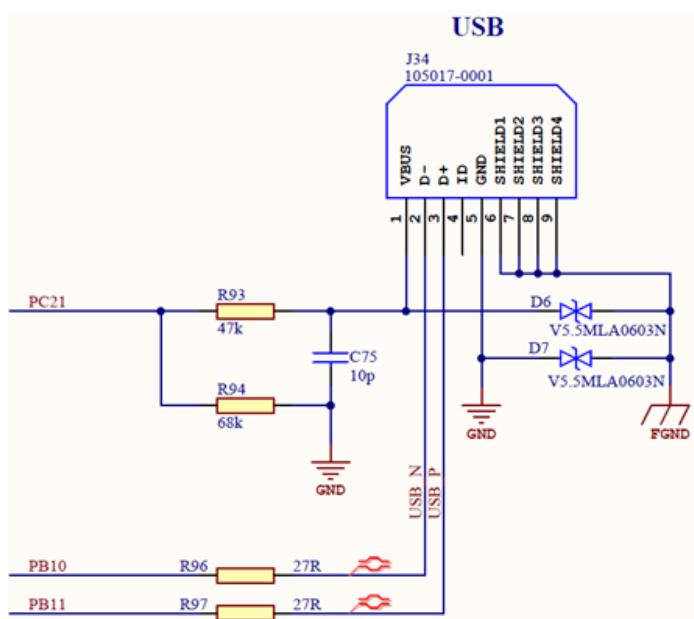 USB
J34
105017-0001
VBUS
D-
D+
ID
GND
SHIELD1
SHIELD2
SHIELD3
SHIELD4
1
2
3
4
5
6
7
8
9
PC21
R93
47k
D6
V5.5MLA0603N
C75
10p
D7
V5.5MLA0603N
R94
68k
GND
FGND
GND
USB_N
USB_P
PB10
R96
27R
PB11
R97
27R